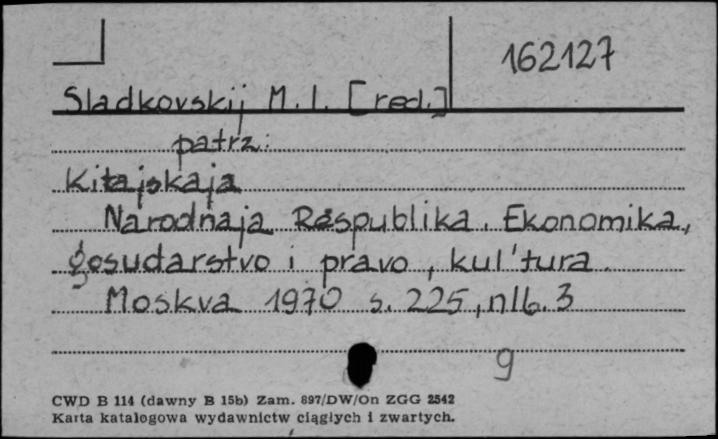 162127
Sladkovskij M. I. [red.]
patrz:
Kitajskaja
Narodnaja Respublika. Ekonomika,
gosudarstvo i pravo, kul'tura.
Moskva 1970 s. 225, nlb. 3
9
CWD B 114 (dawny B 15b) Zam. 897/DW/On ZGG 2542
Karta katalogowa wydawnictw ciągłych i zwartych.